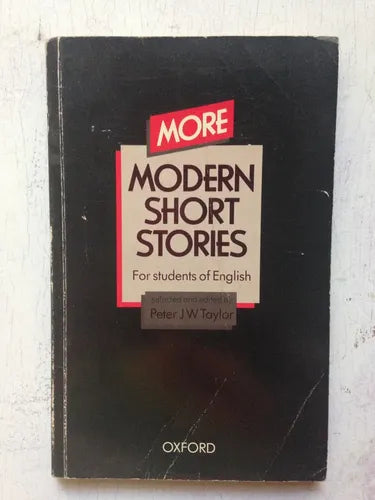 MORE
MODERN
SHORT
STORIES
For students of English
selected and edited by
Peter J W Taylor
OXFORD